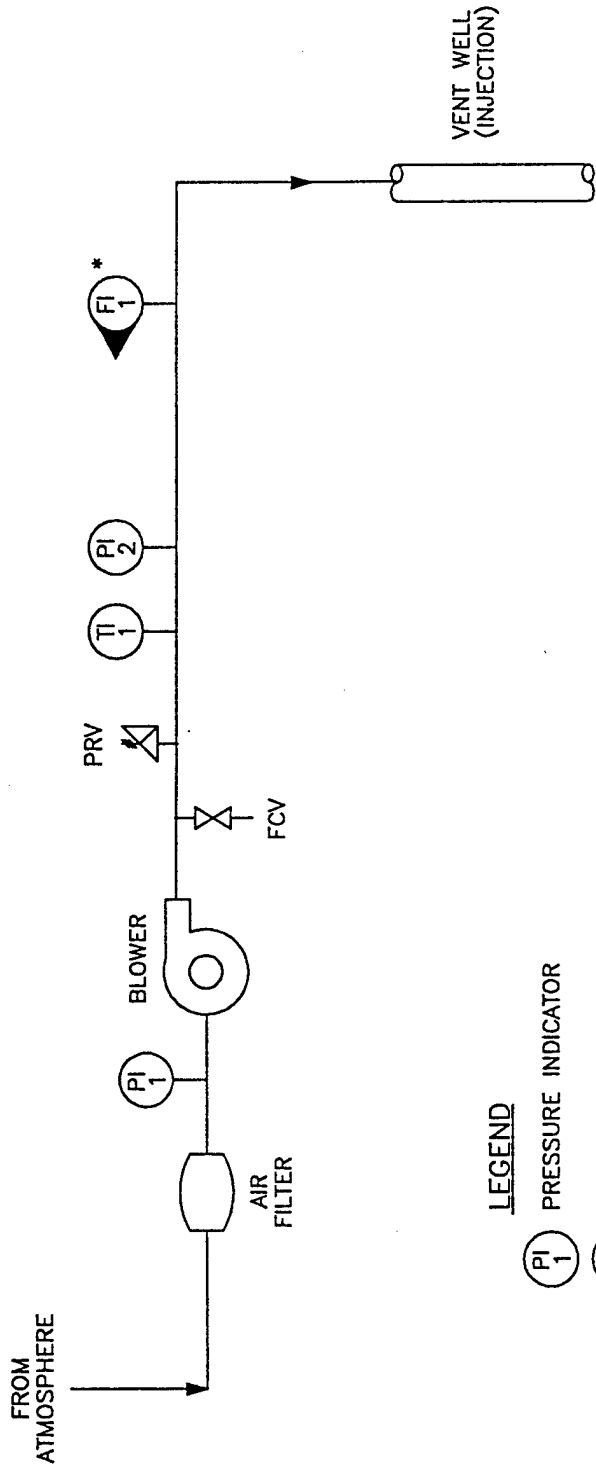 FROM
ATMOSPHERE
AIR
FILTER
PI
1
BLOWER
FCV
PRV
TI
1
PI
2
FI
1
*
VENT WELL
(INJECTION)
LEGEND
PI
1
PRESSURE INDICATOR